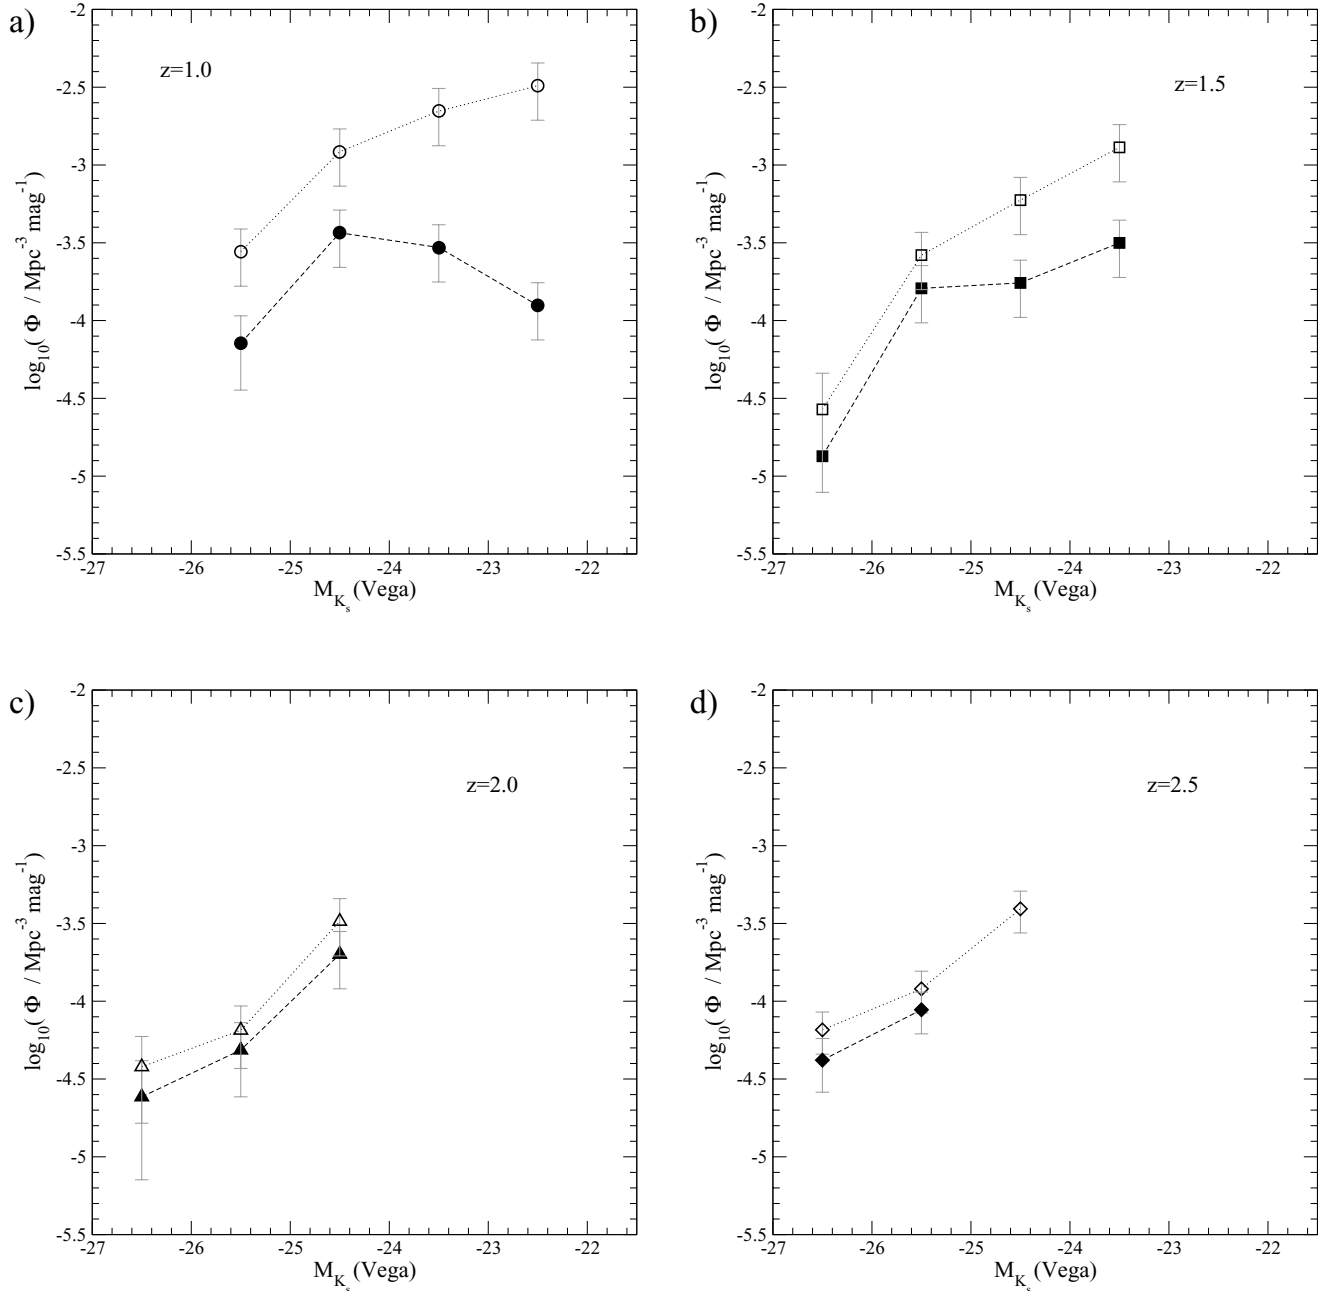 a)
z=1.0
log10( Φ / Mpc-3 mag-1)
-2
-2.5
-3
-3.5
-4
-4.5
-5
-5.5
-27 -26 -25 -24 -23 -22
MKs (Vega)
b)
z=1.5
log10( Φ / Mpc-3 mag-1)
-2
-2.5
-3
-3.5
-4
-4.5
-5
-5.5
-27 -26 -25 -24 -23 -22
MKs (Vega)
c)
z=2.0
log10( Φ / Mpc-3 mag-1)
-2
-2.5
-3
-3.5
-4
-4.5
-5
-5.5
-27 -26 -25 -24 -23 -22
MKs (Vega)
d)
z=2.5
log10( Φ / Mpc-3 mag-1)
-2
-2.5
-3
-3.5
-4
-4.5
-5
-5.5
-27 -26 -25 -24 -23 -22
MKs (Vega)